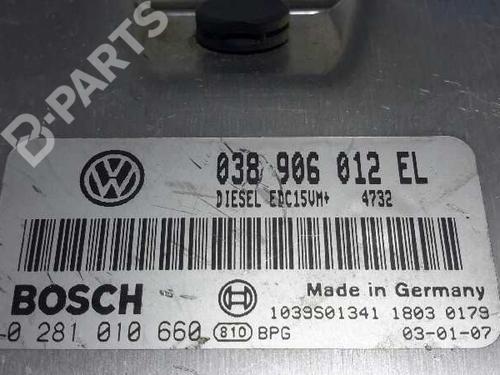 B-PARTS
038 906 012 EL
DIESEL EDC15VM+ 4732
BOSCH
Made in Germany
1039S01341 1803 0179
0 281 010 660 810 BPG 03-01-07